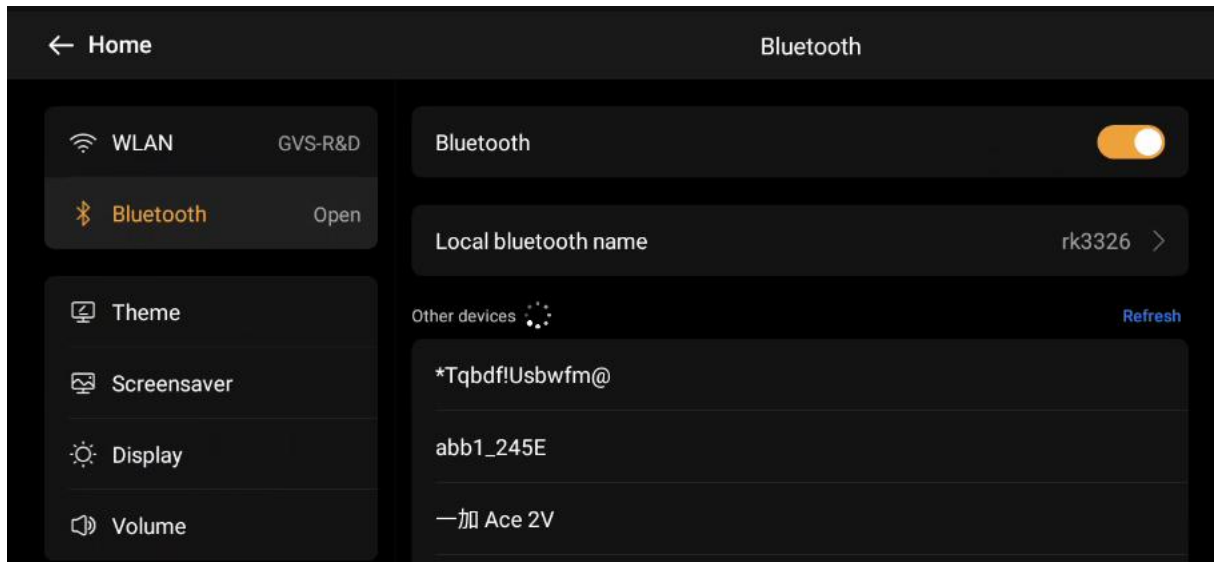 Home
Bluetooth
WLAN GVS-R&D
Bluetooth Open
Theme
Screensaver
Display
Volume
Bluetooth
Local bluetooth name rk3326
Other devices Refresh
*Tqbdf!Usbwfm@
abb1_245E
一加 Ace 2V